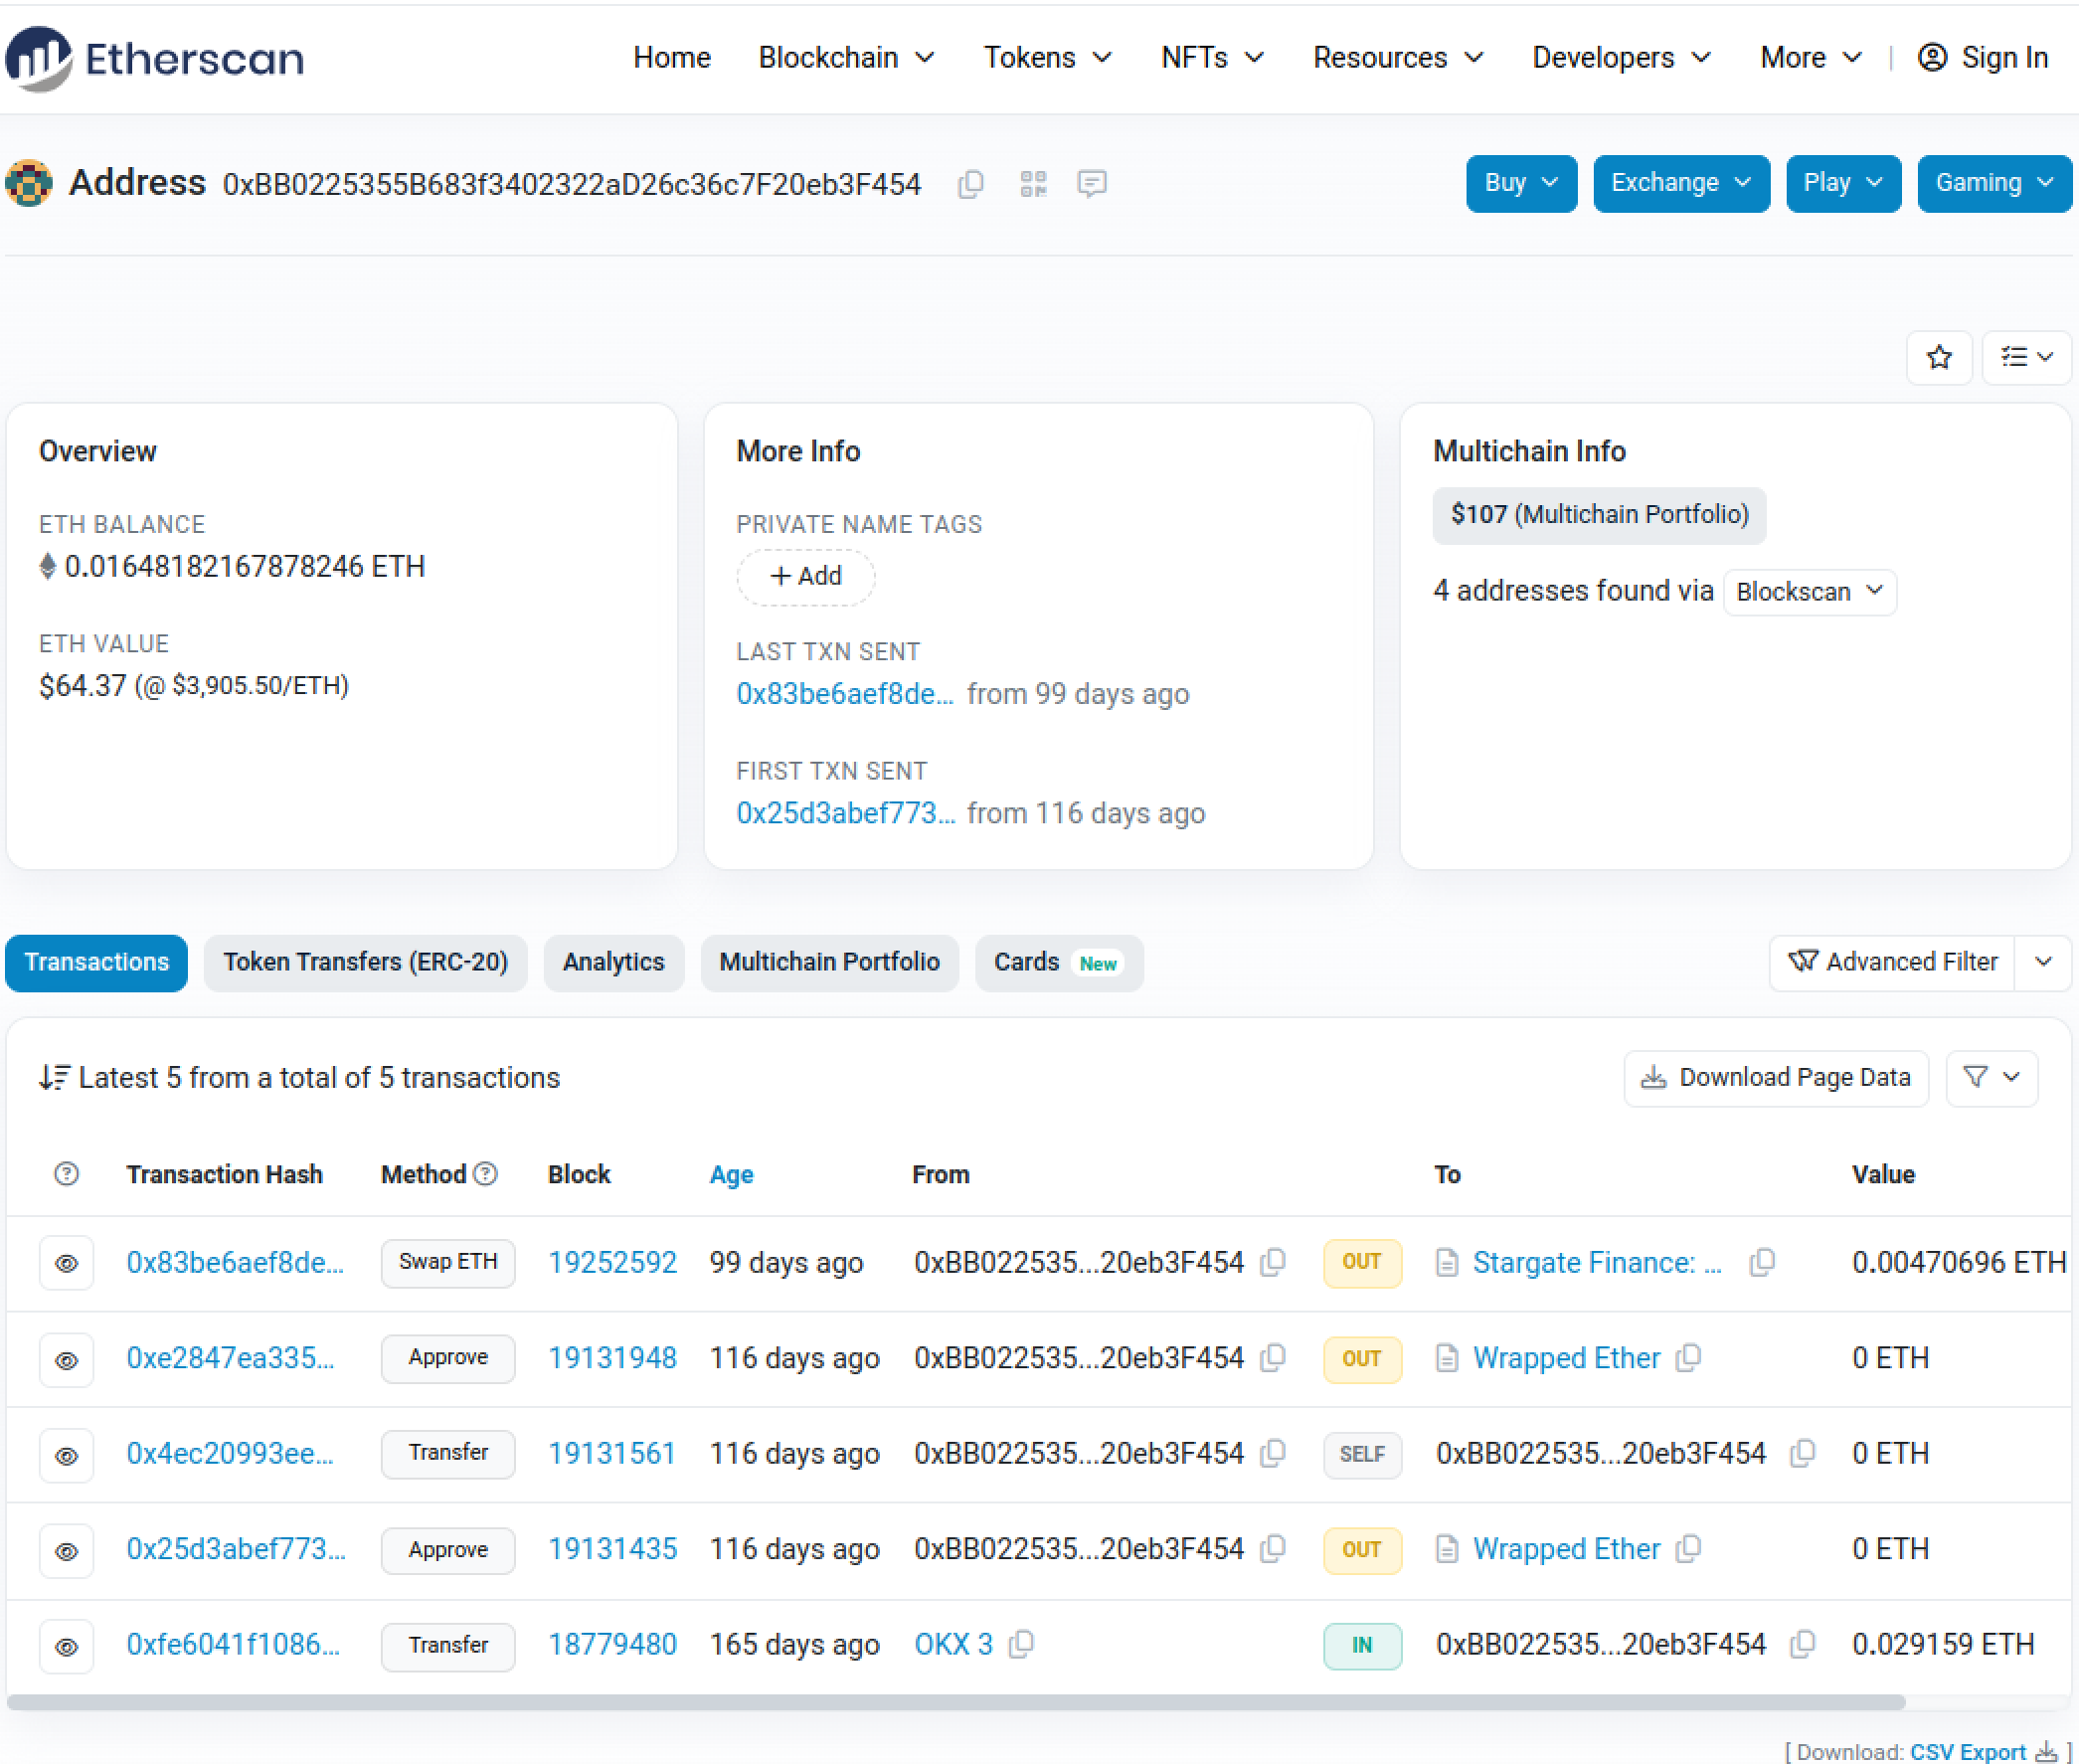 Etherscan
Home Blockchain Tokens NFTs Resources Developers More | Sign In
Address 0xBB0225355B683f3402322aD26c36c7F20eb3F454
Buy Exchange Play Gaming
Overview
ETH BALANCE
0.01648182167878246 ETH
ETH VALUE
$64.37 (@ $3,905.50/ETH)
More Info
PRIVATE NAME TAGS
+ Add
LAST TXN SENT
0x83be6aef8de... from 99 days ago
FIRST TXN SENT
0x25d3abef773... from 116 days ago
Multichain Info
$107 (Multichain Portfolio)
4 addresses found via Blockscan
Transactions Token Transfers (ERC-20) Analytics Multichain Portfolio Cards New
Advanced Filter
Latest 5 from a total of 5 transactions
Download Page Data
Transaction Hash Method Block Age From To Value
0x83be6aef8de... Swap ETH 19252592 99 days ago 0xBB022535...20eb3F454 OUT Stargate Finance: ... 0.00470696 ETH
0xe2847ea335... Approve 19131948 116 days ago 0xBB022535...20eb3F454 OUT Wrapped Ether 0 ETH
0x4ec20993ee... Transfer 19131561 116 days ago 0xBB022535...20eb3F454 SELF 0xBB022535...20eb3F454 0 ETH
0x25d3abef773... Approve 19131435 116 days ago 0xBB022535...20eb3F454 OUT Wrapped Ether 0 ETH
0xfe6041f1086... Transfer 18779480 165 days ago OKX 3 IN 0xBB022535...20eb3F454 0.029159 ETH
[ Download: CSV Export ]